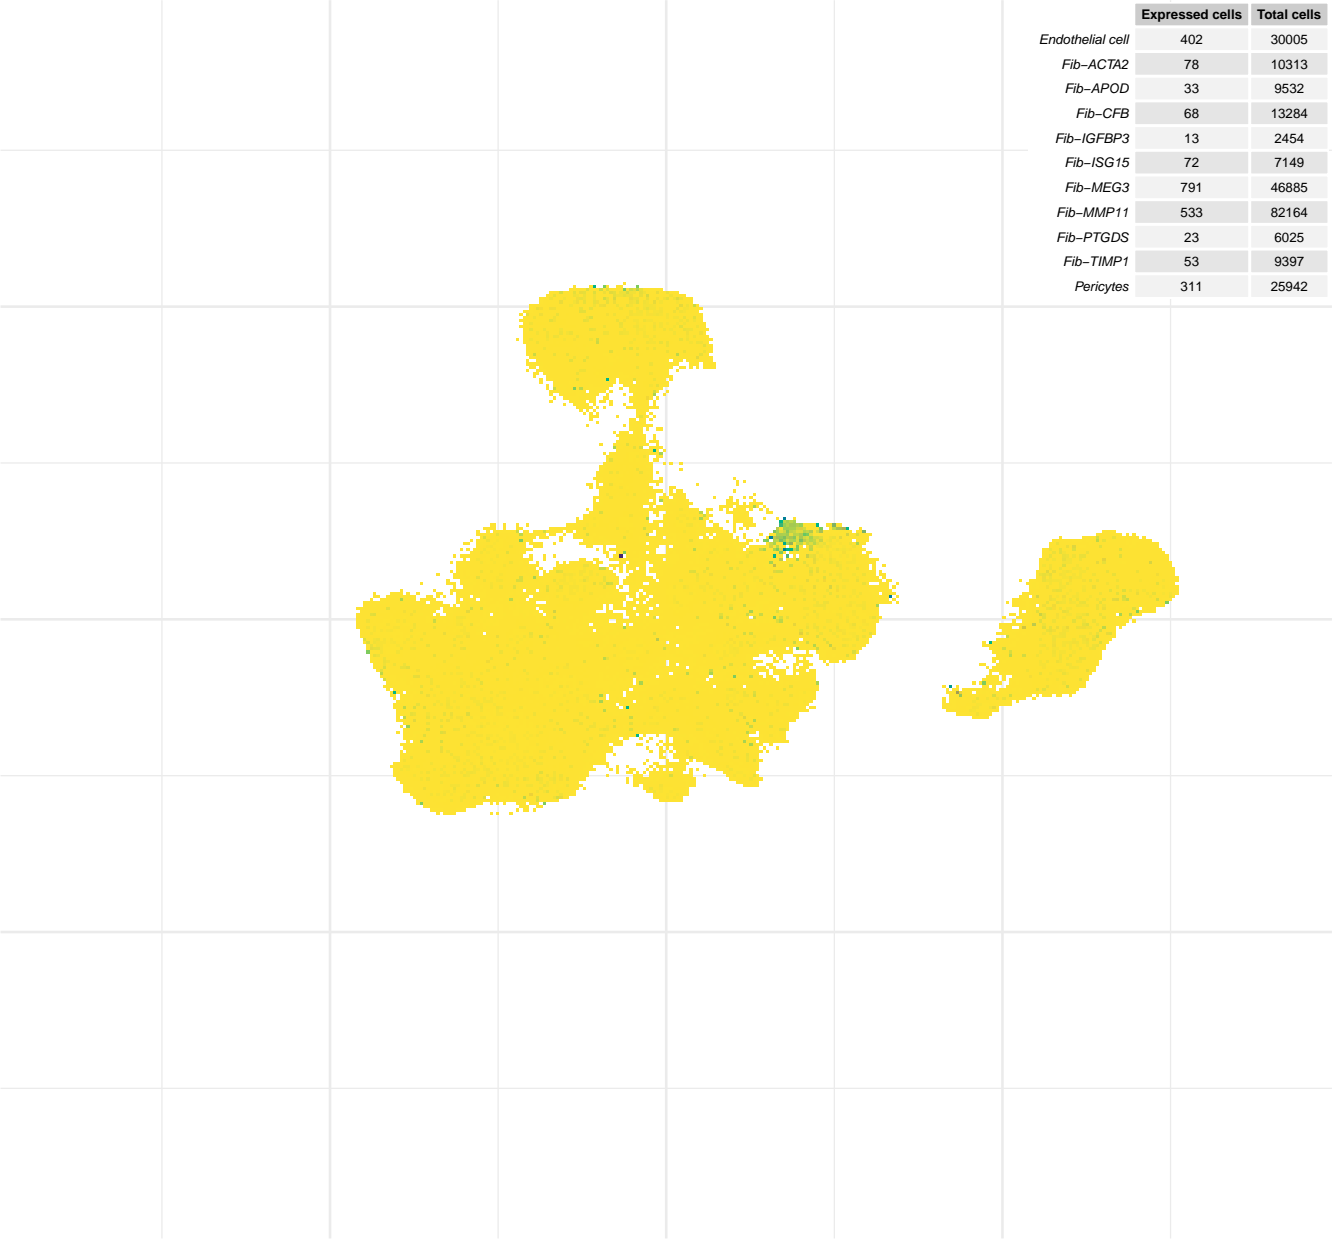 Expressed cells Total cells
Endothelial cell 402 30005
Fib−ACTA2 78 10313
Fib−APOD 33 9532
Fib−CFB 68 13284
Fib−IGFBP3 13 2454
Fib−ISG15 72 7149
Fib−MEG3 791 46885
Fib−MMP11 533 82164
Fib−PTGDS 23 6025
Fib−TIMP1 53 9397
Pericytes 311 25942